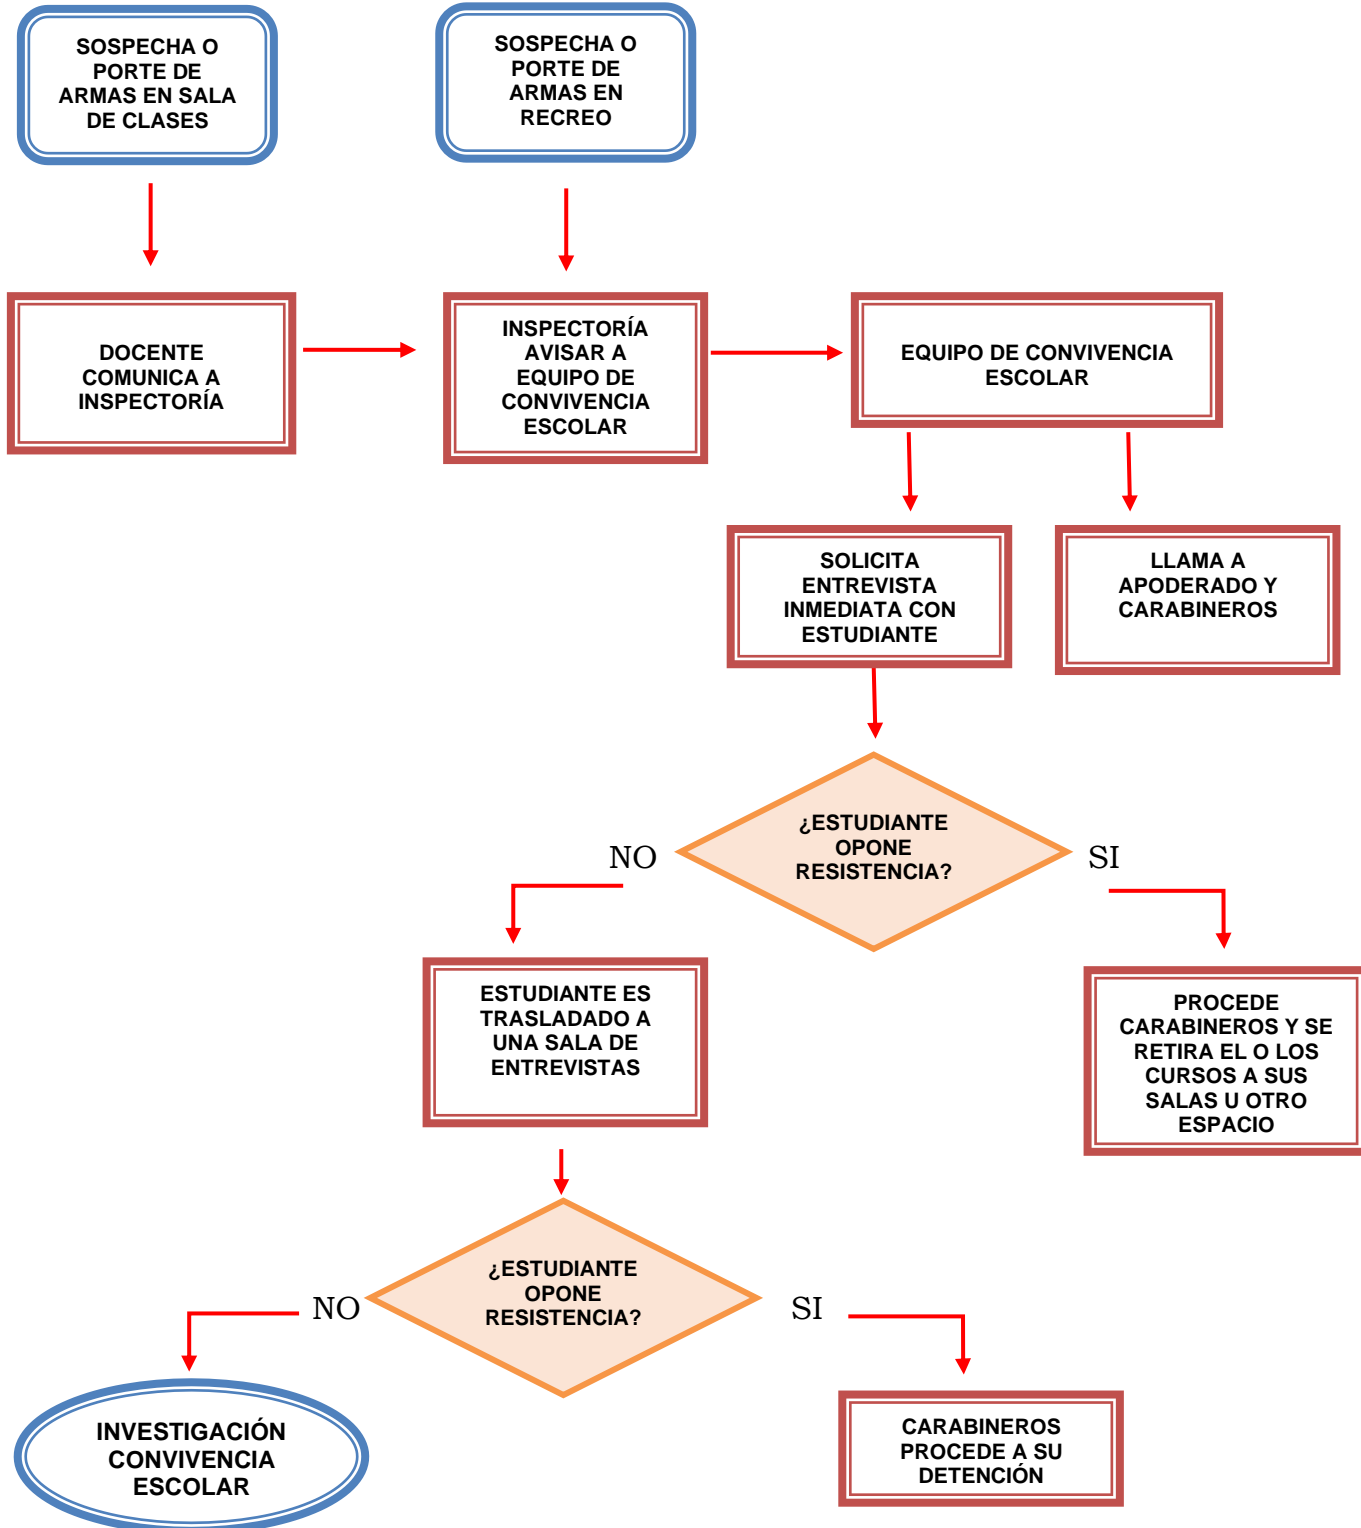 SOSPECHA O
PORTE DE
ARMAS EN SALA
DE CLASES
SOSPECHA O
PORTE DE
ARMAS EN
RECREO
DOCENTE
COMUNICA A
INSPECTORÍA
INSPECTORÍA
AVISAR A
EQUIPO DE
CONVIVENCIA
ESCOLAR
EQUIPO DE CONVIVENCIA
ESCOLAR
SOLICITA
ENTREVISTA
INMEDIATA CON
ESTUDIANTE
LLAMA A
APODERADO Y
CARABINEROS
¿ESTUDIANTE
OPONE
RESISTENCIA?
NO
SI
ESTUDIANTE ES
TRASLADADO A
UNA SALA DE
ENTREVISTAS
PROCEDE
CARABINEROS Y SE
RETIRA EL O LOS
CURSOS A SUS
SALAS U OTRO
ESPACIO
¿ESTUDIANTE
OPONE
RESISTENCIA?
NO
SI
INVESTIGACIÓN
CONVIVENCIA
ESCOLAR
CARABINEROS
PROCEDE A SU
DETENCIÓN